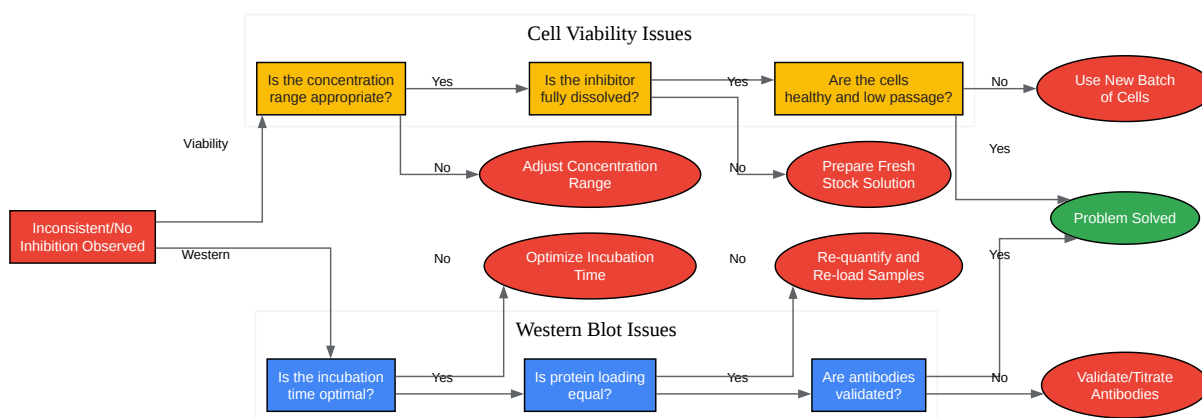 Cell Viability Issues
Is the concentration
range appropriate?
Yes
Is the inhibitor
fully dissolved?
Yes
Are the cells
healthy and low passage?
No
Use New Batch
of Cells
Viability
No
Adjust Concentration
Range
No
Prepare Fresh
Stock Solution
Yes
Problem Solved
Inconsistent/No
Inhibition Observed
Western
No
Optimize Incubation
Time
No
Re-quantify and
Re-load Samples
Yes
Western Blot Issues
Is the incubation
time optimal?
Yes
Is protein loading
equal?
Yes
Are antibodies
validated?
No
Validate/Titrate
Antibodies